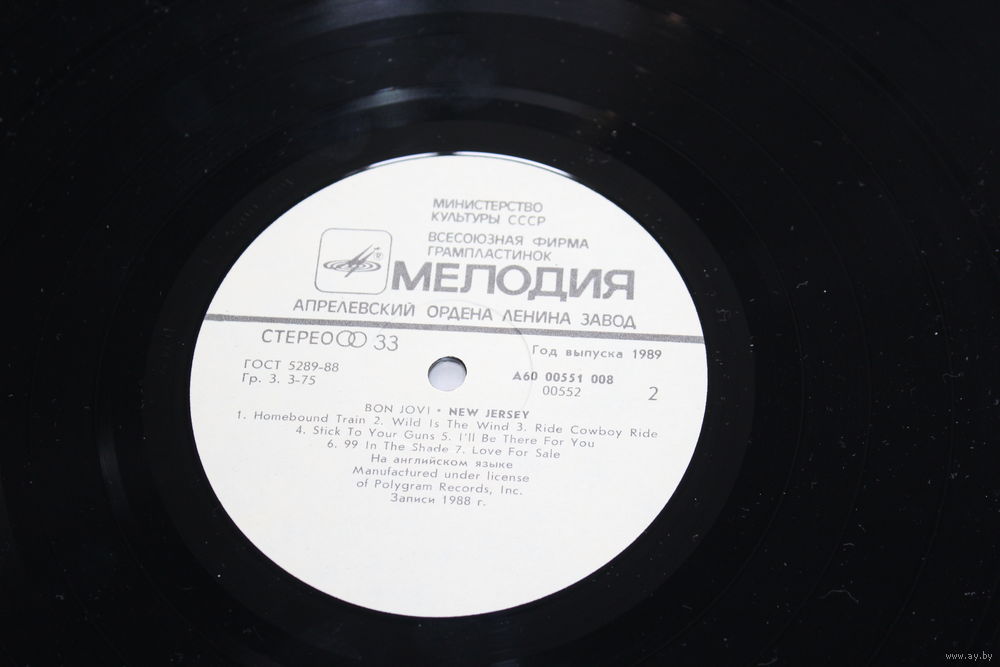 МИНИСТЕРСТВО
КУЛЬТУРЫ СССР
ВСЕСОЮЗНАЯ ФИРМА
ГРАМПЛАСТИНОК
МЕЛОДИЯ
АПРЕЛЕВСКИЙ ОРДЕНА ЛЕНИНА ЗАВОД
СТЕРЕО 33
Год выпуска 1989
ГОСТ 5289-88
Гр. 3. 3-75
А60 00551 008
00552
2
BON JOVI • NEW JERSEY
1. Homebound Train 2. Wild Is The Wind 3. Ride Cowboy Ride
4. Stick To Your Guns 5. I'll Be There For You
6. 99 In The Shade 7. Love For Sale
На английском языке
Manufactured under license
of Polygram Records, Inc.
Записи 1988 г.
www.ay.by